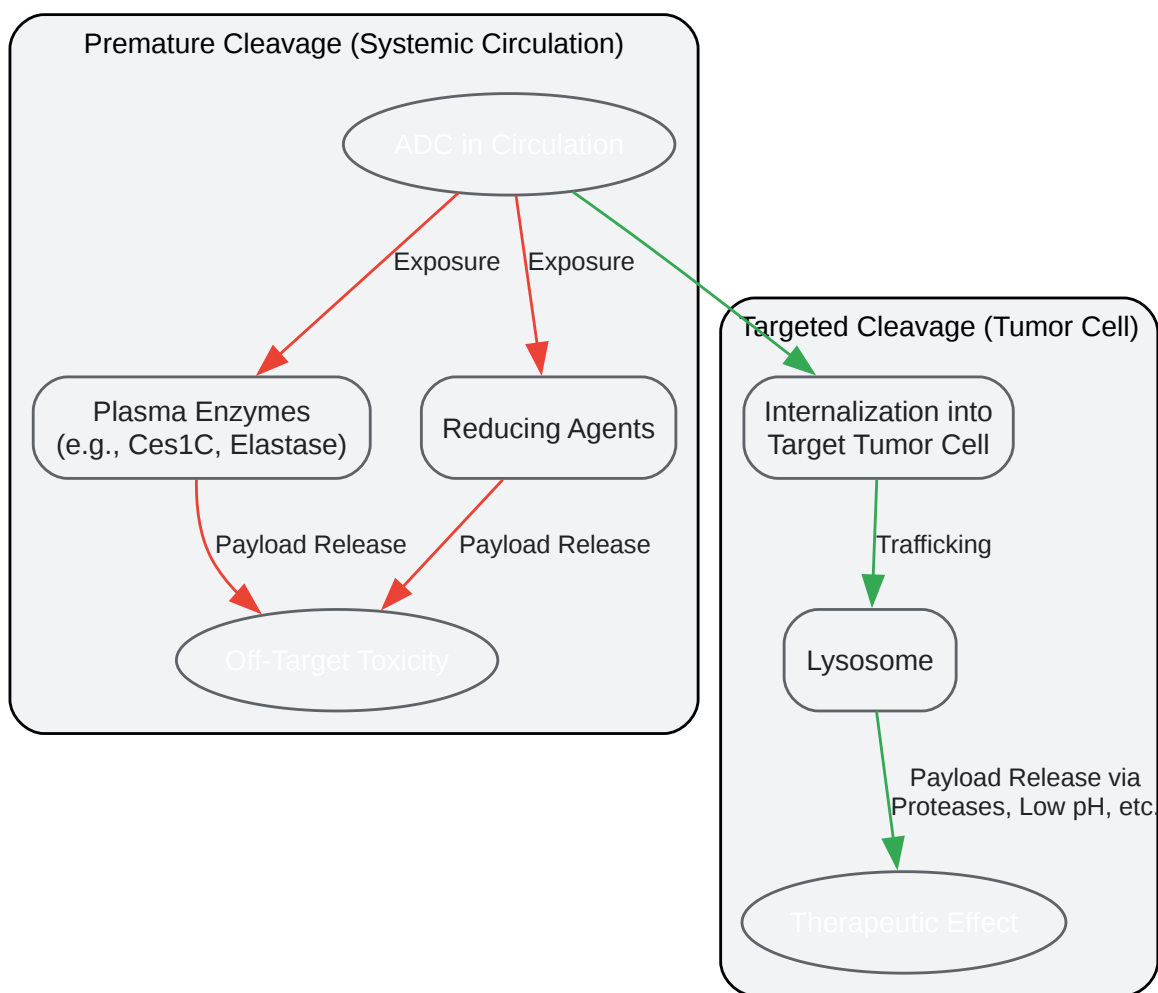 Premature Cleavage (Systemic Circulation)
ADC in Circulation
Exposure
Exposure
Targeted Cleavage (Tumor Cell)
Plasma Enzymes
(e.g., Ces1C, Elastase)
Reducing Agents
Internalization into
Target Tumor Cell
Payload Release
Payload Release
Trafficking
Off-Target Toxicity
Lysosome
Payload Release via
Proteases, Low pH, etc.
Therapeutic Effect